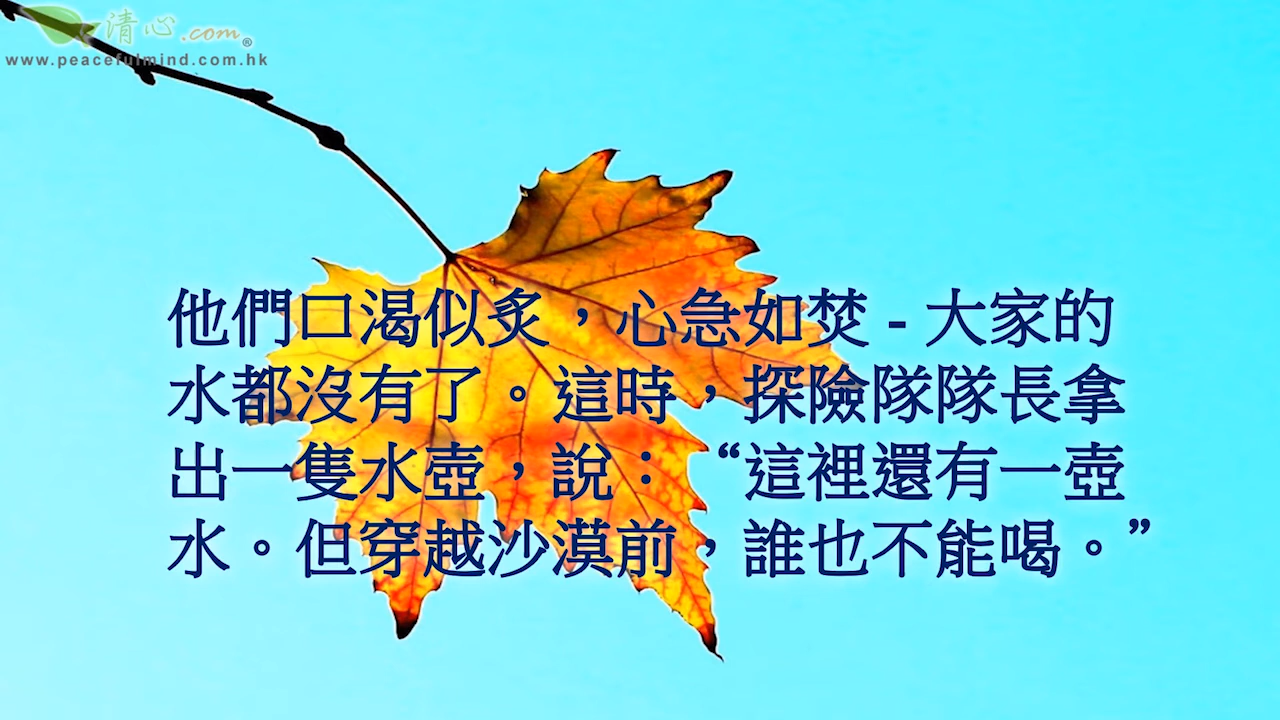 清心.com®
www.peacefulmind.com.hk
他們口渴似炙，心急如焚 - 大家的
水都沒有了。這時，探險隊隊長拿
出一隻水壺，說：“這裡還有一壺
水。但穿越沙漠前，誰也不能喝。”